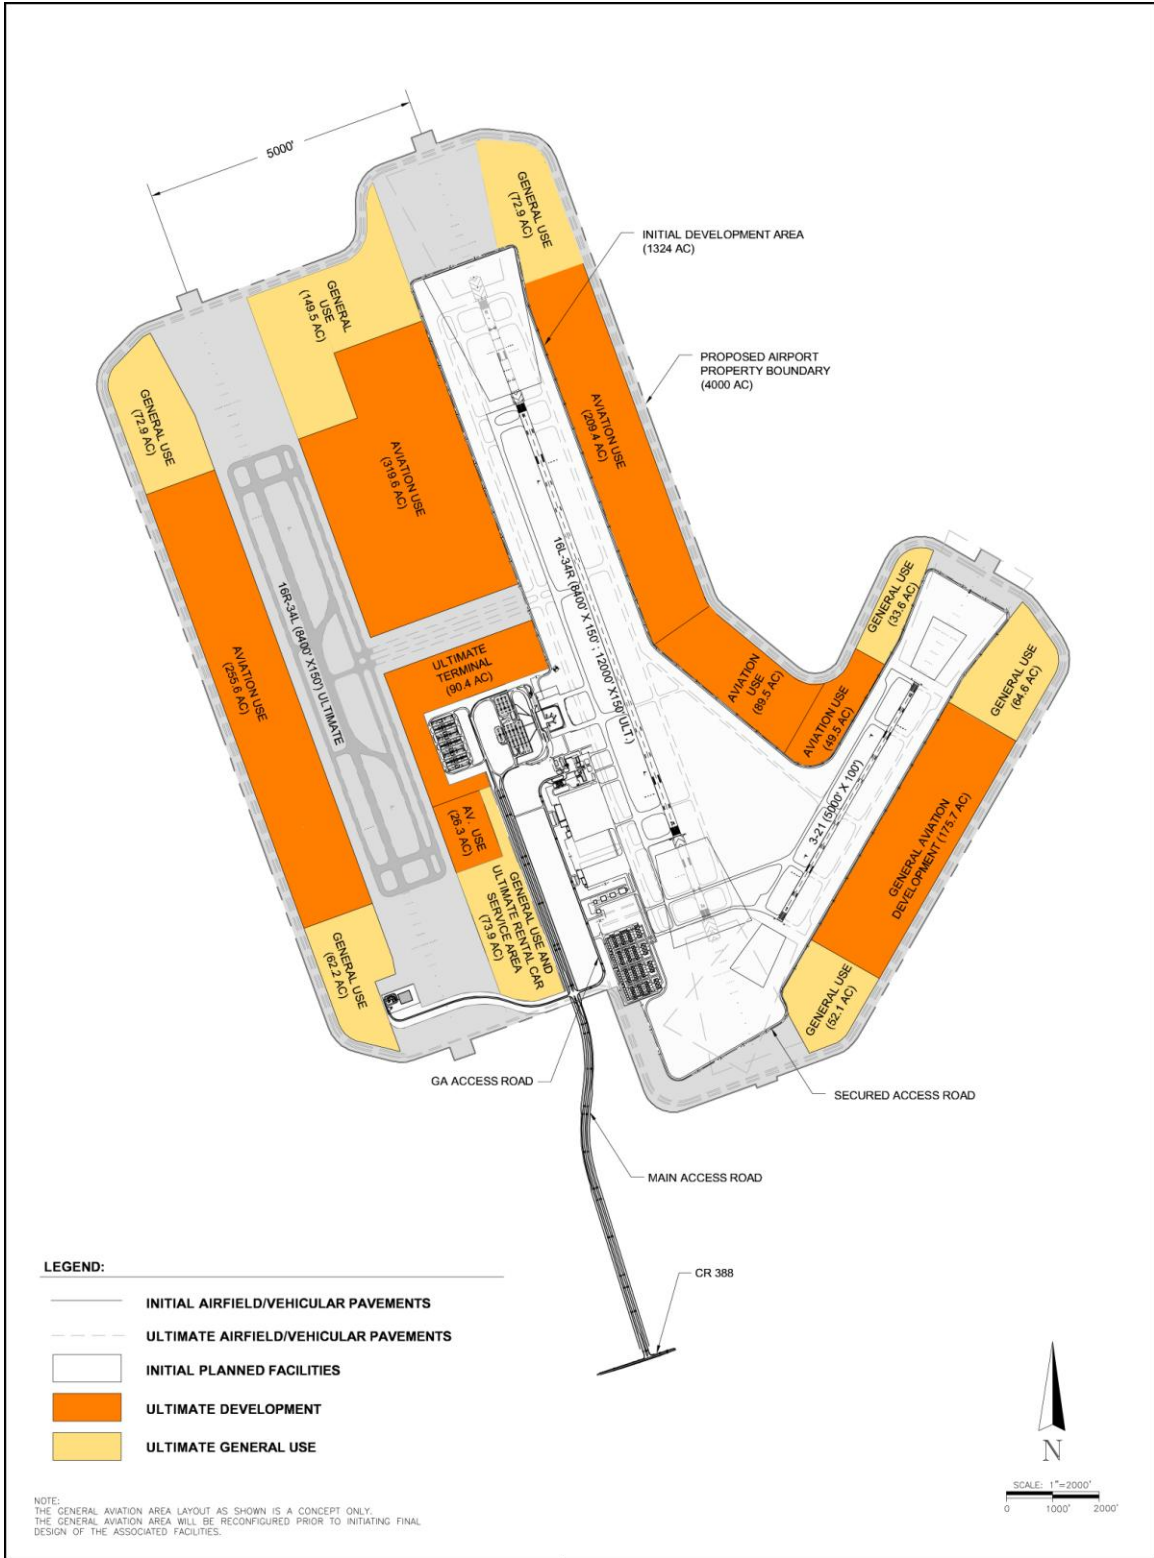 5000'
GENERAL USE
(72.9 AC)
INITIAL DEVELOPMENT AREA
(1324 AC)
GENERAL
USE
(149.5 AC)
PROPOSED AIRPORT
PROPERTY BOUNDARY
(4000 AC)
GENERAL USE
(72.9 AC)
AVIATION USE
(209.4 AC)
AVIATION USE
(319.6 AC)
16L-34R (8400' X 150' ; 12000' X150' ULT.)
16R-34L (8400' X150') ULTIMATE
GENERAL USE
(33.6 AC)
AVIATION USE
(255.6 AC)
ULTIMATE
TERMINAL
(90.4 AC)
AVIATION
USE
(89.5 AC)
AVIATION USE
(49.5 AC)
GENERAL USE
(64.6 AC)
3-21 (5000' X 100')
AV. USE
(26.3 AC)
GENERAL AVIATION
DEVELOPMENT (175.7 AC)
GENERAL USE AND
ULTIMATE RENTAL CAR
SERVICE AREA
(73.9 AC)
GENERAL USE
(62.2 AC)
GENERAL USE
(52.1 AC)
GA ACCESS ROAD
SECURED ACCESS ROAD
MAIN ACCESS ROAD
CR 388
LEGEND:
INITIAL AIRFIELD/VEHICULAR PAVEMENTS
ULTIMATE AIRFIELD/VEHICULAR PAVEMENTS
INITIAL PLANNED FACILITIES
ULTIMATE DEVELOPMENT
ULTIMATE GENERAL USE
N
SCALE: 1"=2000'
0 1000' 2000'
NOTE:
THE GENERAL AVIATION AREA LAYOUT AS SHOWN IS A CONCEPT ONLY.
THE GENERAL AVIATION AREA WILL BE RECONFIGURED PRIOR TO INITIATING FINAL
DESIGN OF THE ASSOCIATED FACILITIES.